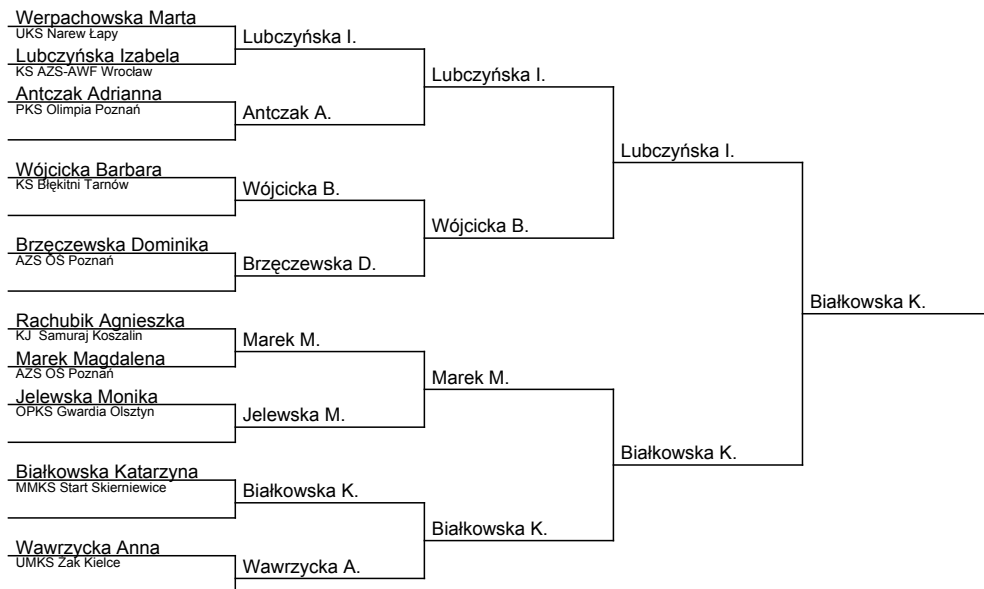 Werpachowska Marta
UKS Narew Łapy
Lubczyńska I.
Lubczyńska Izabela
KS AZS-AWF Wrocław
Lubczyńska I.
Antczak Adrianna
PKS Olimpia Poznań
Antczak A.
Lubczyńska I.
Wójcicka Barbara
KS Błękitni Tarnów
Wójcicka B.
Wójcicka B.
Brzęczewska Dominika
AZS OŚ Poznań
Brzęczewska D.
Białkowska K.
Rachubik Agnieszka
KJ Samuraj Koszalin
Marek M.
Marek Magdalena
AZS OŚ Poznań
Marek M.
Jelewska Monika
OPKS Gwardia Olsztyn
Jelewska M.
Białkowska K.
Białkowska Katarzyna
MMKS Start Skierniewice
Białkowska K.
Białkowska K.
Wawrzycka Anna
UMKS Żak Kielce
Wawrzycka A.